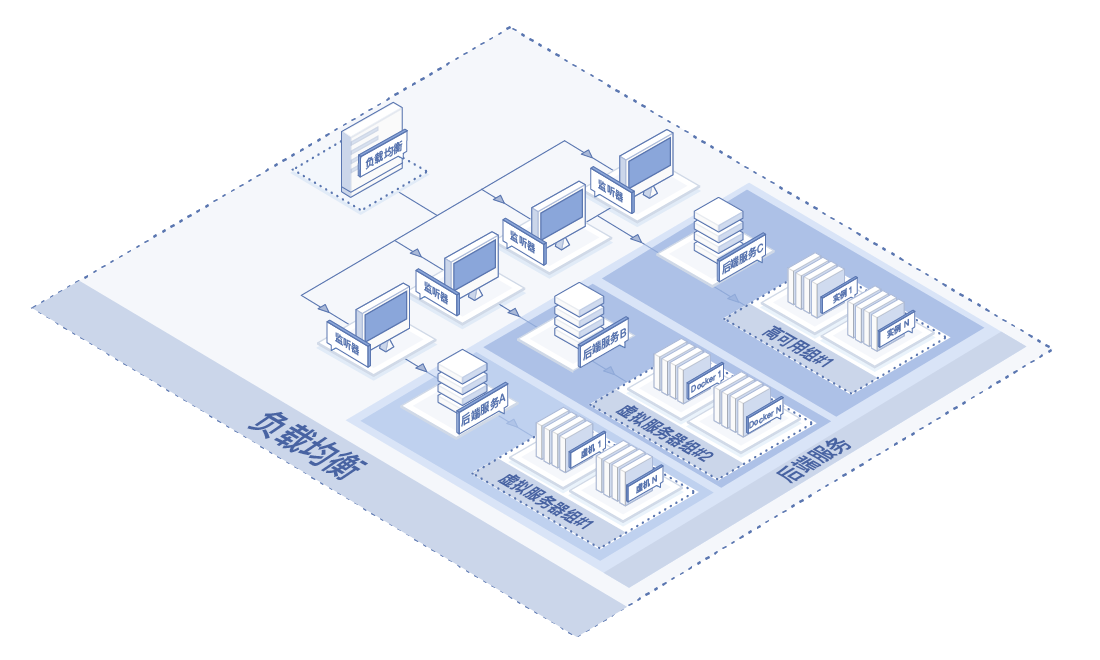 负载均衡
监听器
监听器
监听器
监听器
后端服务C
实例 1
实例 N
高可用组#1
后端服务B
Docker 1
Docker N
虚拟服务器组#2
后端服务A
虚机 1
虚机 N
虚拟服务器组#1
负载均衡
后端服务